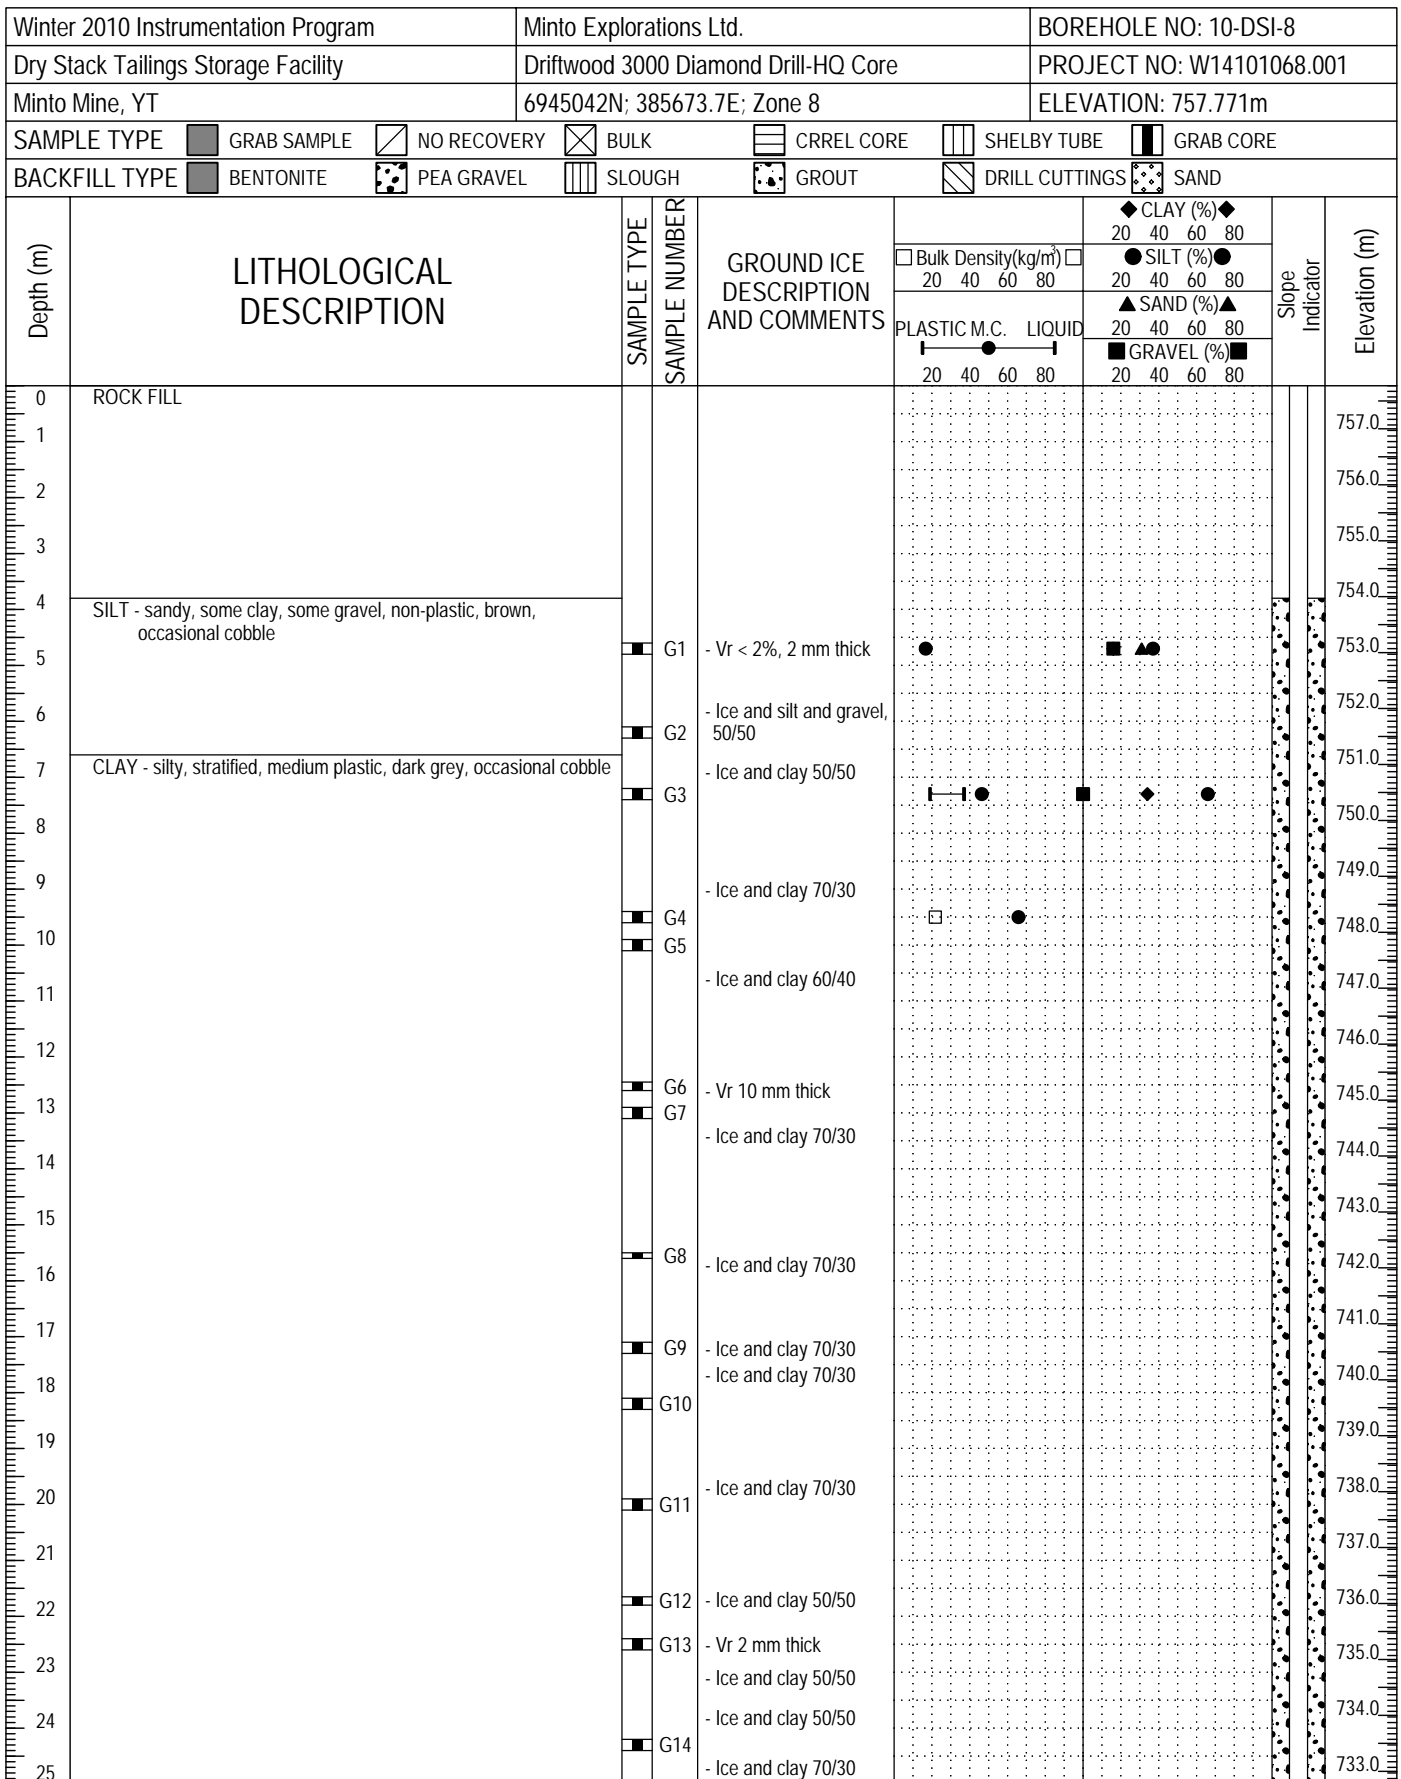 Winter 2010 Instrumentation Program
Minto Explorations Ltd.
BOREHOLE NO: 10-DSI-8
Dry Stack Tailings Storage Facility
Driftwood 3000 Diamond Drill-HQ Core
PROJECT NO: W14101068.001
Minto Mine, YT
6945042N; 385673.7E; Zone 8
ELEVATION: 757.771m
SAMPLE TYPE GRAB SAMPLE NO RECOVERY BULK CRREL CORE SHELBY TUBE GRAB CORE
BACKFILL TYPE BENTONITE PEA GRAVEL SLOUGH GROUT DRILL CUTTINGS SAND
Depth (m)
LITHOLOGICAL
DESCRIPTION
SAMPLE TYPE
SAMPLE NUMBER
GROUND ICE
DESCRIPTION
AND COMMENTS
Bulk Density(kg/m³)
20 40 60 80
PLASTIC M.C. LIQUID
20 40 60 80
CLAY (%)
20 40 60 80
SILT (%)
20 40 60 80
SAND (%)
20 40 60 80
GRAVEL (%)
20 40 60 80
Slope
Indicator
Elevation (m)
0 ROCK FILL
757.0
1
756.0
2
755.0
3
754.0
4
SILT - sandy, some clay, some gravel, non-plastic, brown,
occasional cobble
G1 - Vr < 2%, 2 mm thick
753.0
5
752.0
6
- Ice and silt and gravel,
G2 50/50
751.0
7
CLAY - silty, stratified, medium plastic, dark grey, occasional cobble
- Ice and clay 50/50
G3
750.0
8
749.0
9
- Ice and clay 70/30
G4
748.0
10
G5
- Ice and clay 60/40
747.0
11
746.0
12
G6 - Vr 10 mm thick
745.0
13
G7
- Ice and clay 70/30
744.0
14
743.0
15
G8 - Ice and clay 70/30
742.0
16
741.0
17
G9 - Ice and clay 70/30
- Ice and clay 70/30
740.0
18
G10
739.0
19
- Ice and clay 70/30
738.0
20
G11
737.0
21
G12 - Ice and clay 50/50
736.0
22
G13 - Vr 2 mm thick
735.0
23
- Ice and clay 50/50
734.0
24
- Ice and clay 50/50
G14
- Ice and clay 70/30
733.0
25